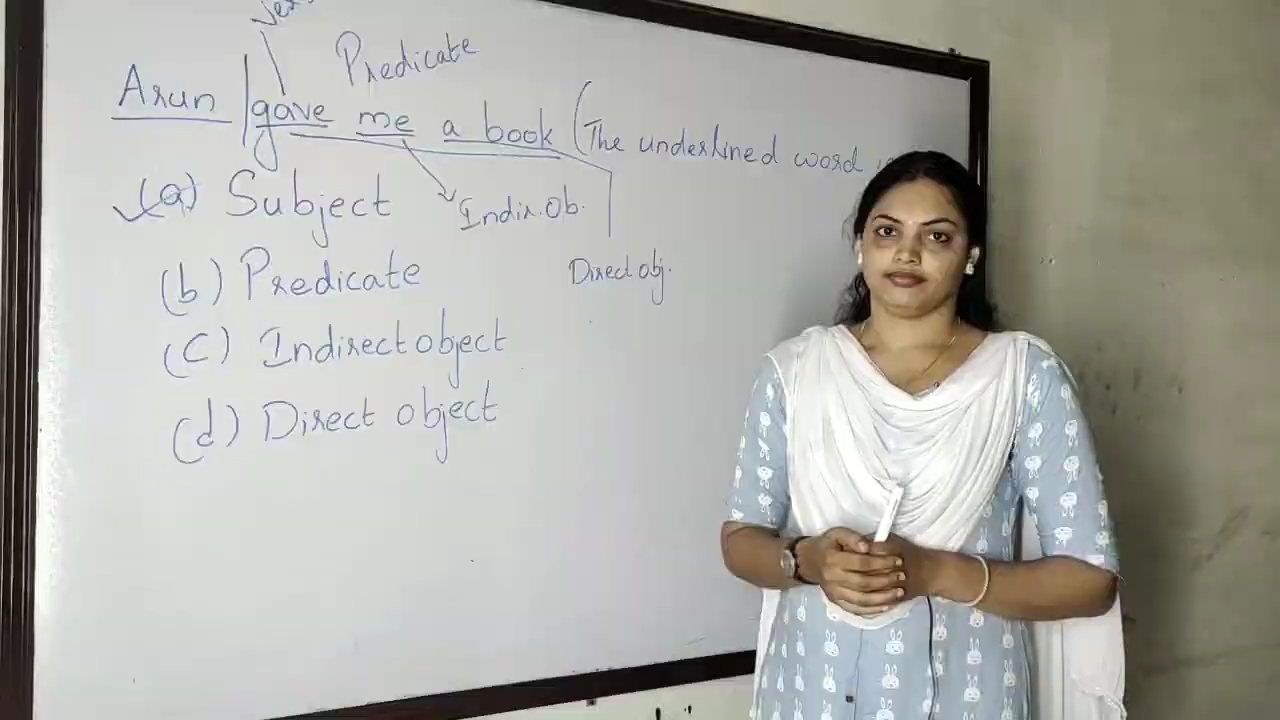 Predicate
Arun | gave me a book (The underlined word
(a) Subject
Indir.Ob.
(b) Predicate
Direct obj.
(C) Indirect object
(d) Direct object